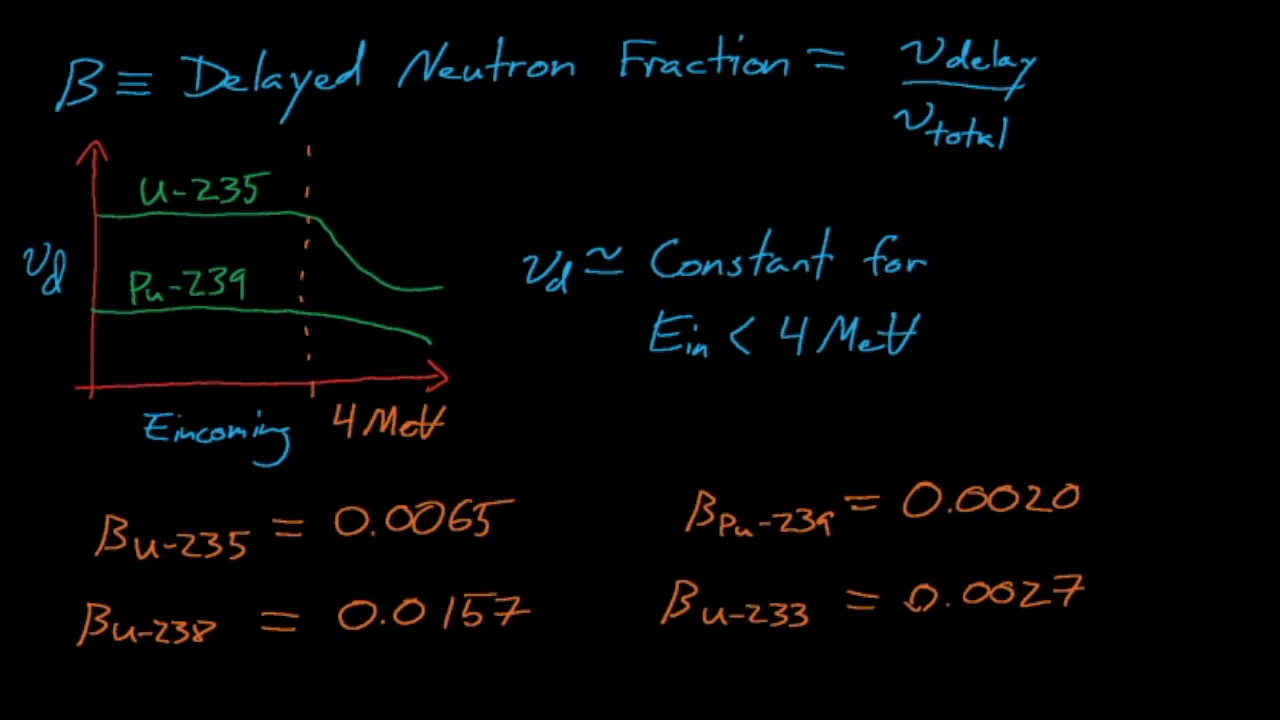 β ≡ Delayed Neutron Fraction = νdelay / νtotal
U-235
νd
Pu-239
Eincoming 4 MeV
νd ≃ Constant for
Ein < 4 MeV
βU-235 = 0.0065
βPu-239 = 0.0020
βU-238 = 0.0157
βU-233 = 0.0027